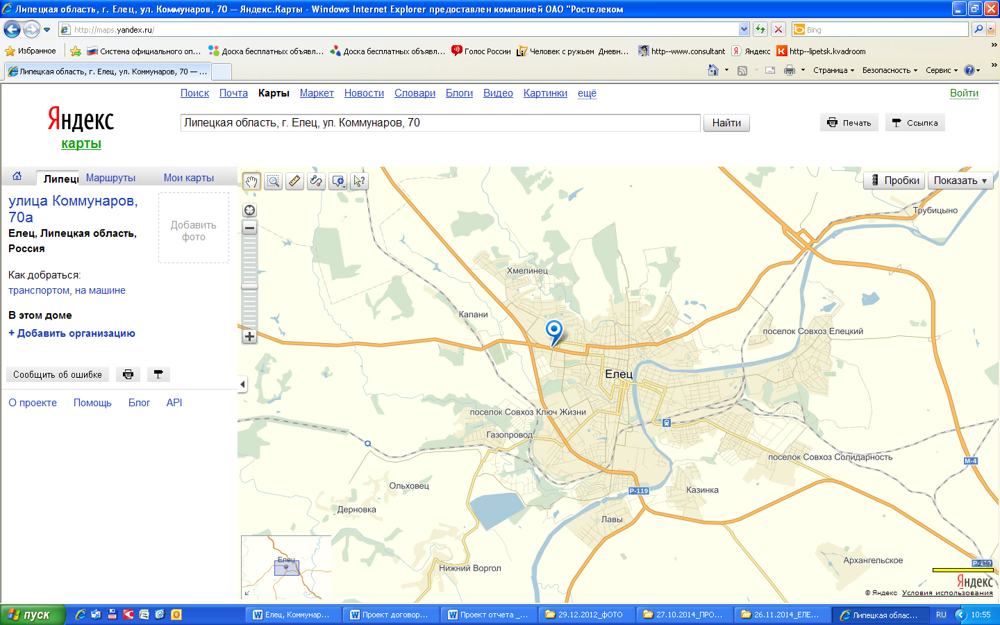 Липецкая область, г. Елец, ул. Коммунаров, 70 — Яндекс.Карты - Windows Internet Explorer предоставлен компанией ОАО "Ростелеком
http://maps.yandex.ru/
Bing
Избранное
Система официального оп...
Доска бесплатных объявл...
Доска бесплатных объявл...
Голос России
Человек с ружьем Дневн...
http--www.consultant
Яндекс
http--lipetsk.kvadroom
Липецкая область, г. Елец, ул. Коммунаров, 70 — ...
Страница
Безопасность
Сервис
Поиск Почта Карты Маркет Новости Словари Блоги Видео Картинки ещё
Войти
Яндекс
карты
Липецкая область, г. Елец, ул. Коммунаров, 70
Найти
Печать
Ссылка
Липец
Маршруты
Мои карты
улица Коммунаров,
70а
Елец, Липецкая область,
Россия
Добавить
фото
Как добраться:
транспортом, на машине
В этом доме
+ Добавить организацию
Сообщить об ошибке
О проекте Помощь Блог API
Пробки
Показать
Трубицыно
Хмелинец
Капани
поселок Совхоз Елецкий
Елец
поселок Совхоз Ключ Жизни
Газопровод
поселок Совхоз Солидарность
М-4
Ольховец
Р-119
Казинка
Дерновка
Лавы
Елец
Нижний Воргол
Архангельское
Р-119
Яндекс
© Яндекс Условия использования
пуск
Елец, Коммунар...
Проект договор...
Проект отчета _...
29.12.2012_фОТО
27.10.2014_ПРО...
26.11.2014_ЕЛЕ...
Липецкая облас...
RU
10:55